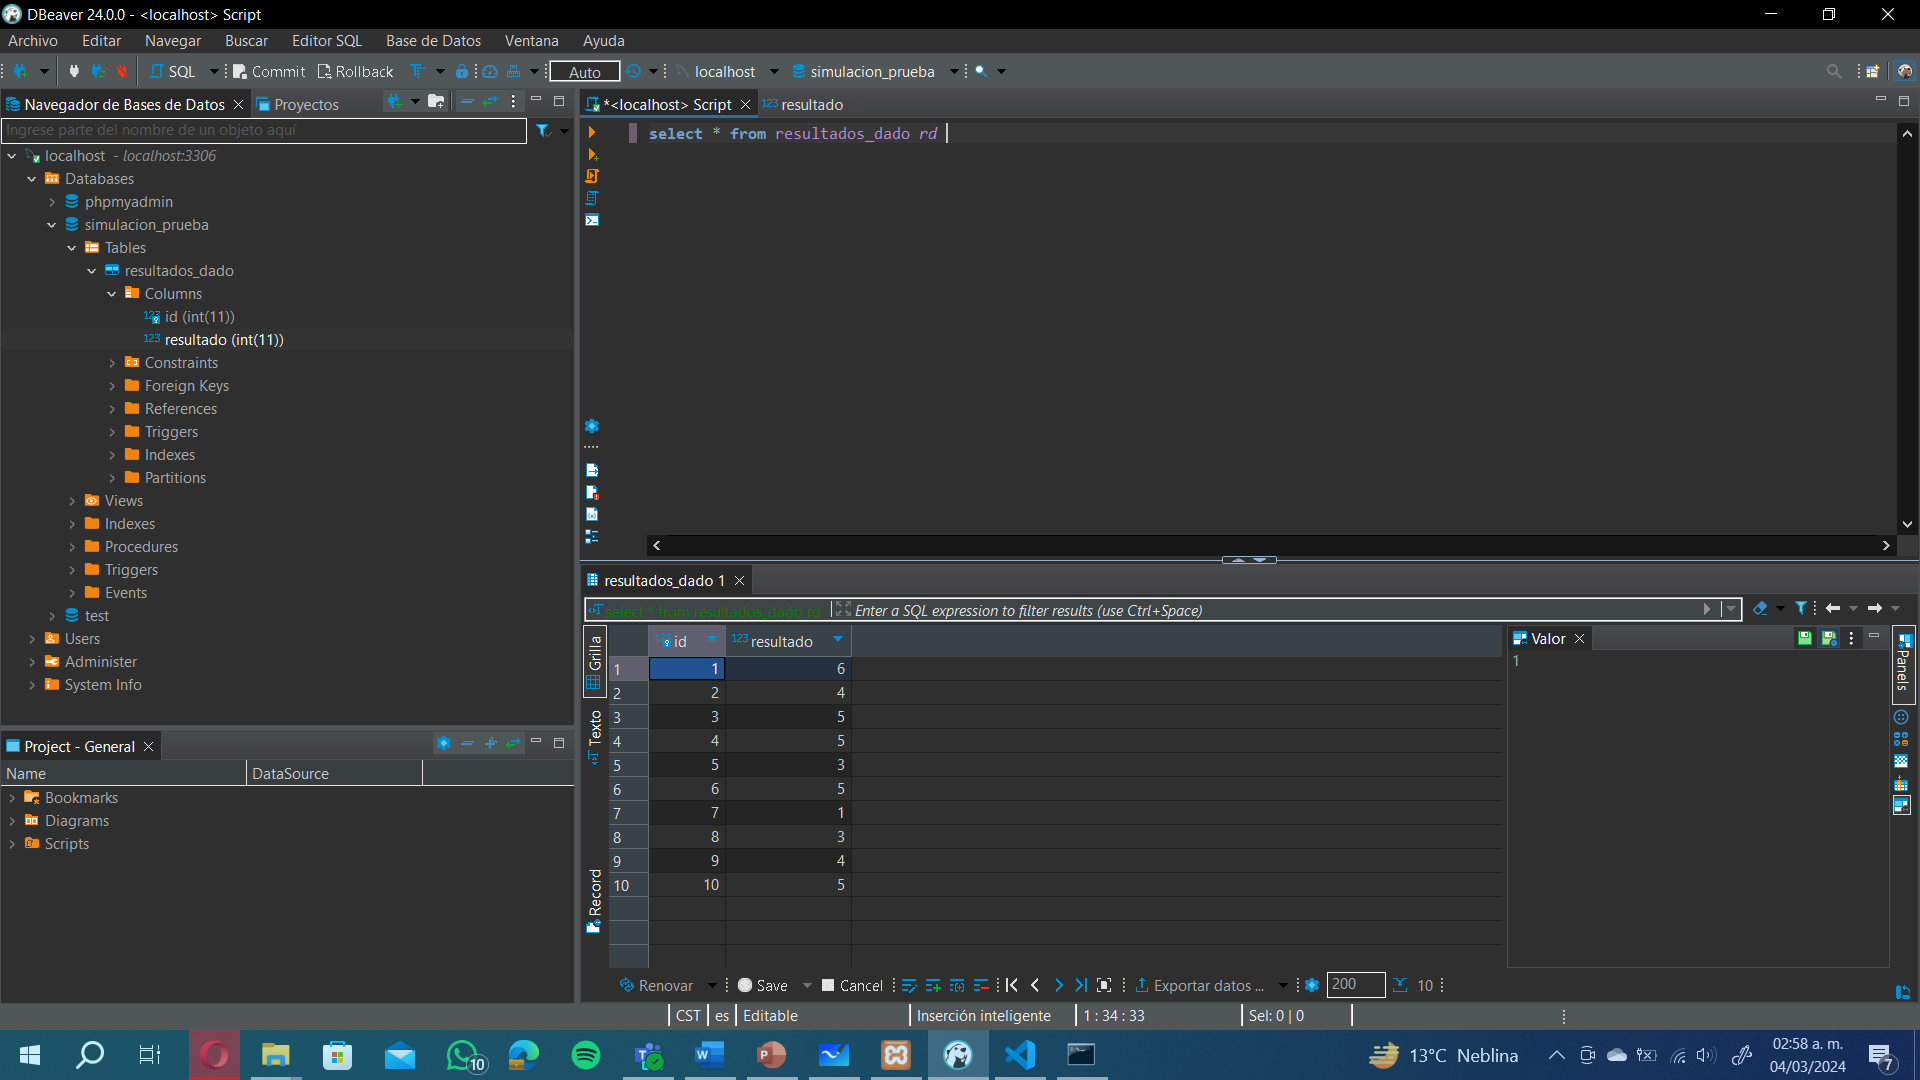 DBeaver 24.0.0 - <localhost> Script
Archivo Editar Navegar Buscar Editor SQL Base de Datos Ventana Ayuda
SQL Commit Rollback Auto localhost simulacion_prueba
Navegador de Bases de Datos Proyectos
Ingrese parte del nombre de un objeto aquí
localhost - localhost:3306
Databases
phpmyadmin
simulacion_prueba
Tables
resultados_dado
Columns
123 id (int(11))
123 resultado (int(11))
Constraints
Foreign Keys
References
Triggers
Indexes
Partitions
Views
Indexes
Procedures
Triggers
Events
test
Users
Administer
System Info
Project - General
Name DataSource
Bookmarks
Diagrams
Scripts
*<localhost> Script 123 resultado
select * from resultados_dado rd
resultados_dado 1
select * from resultados_dado rd Enter a SQL expression to filter results (use Ctrl+Space)
Grilla
Texto
Record
123 id 123 resultado
1 1 6
2 2 4
3 3 5
4 4 5
5 5 3
6 6 5
7 7 1
8 8 3
9 9 4
10 10 5
Valor
1
Panels
Renovar Save Cancel Exportar datos ... 200 10
CST es Editable Inserción inteligente 1 : 34 : 33 Sel: 0 | 0
10
13°C Neblina
02:58 a. m.
04/03/2024
7